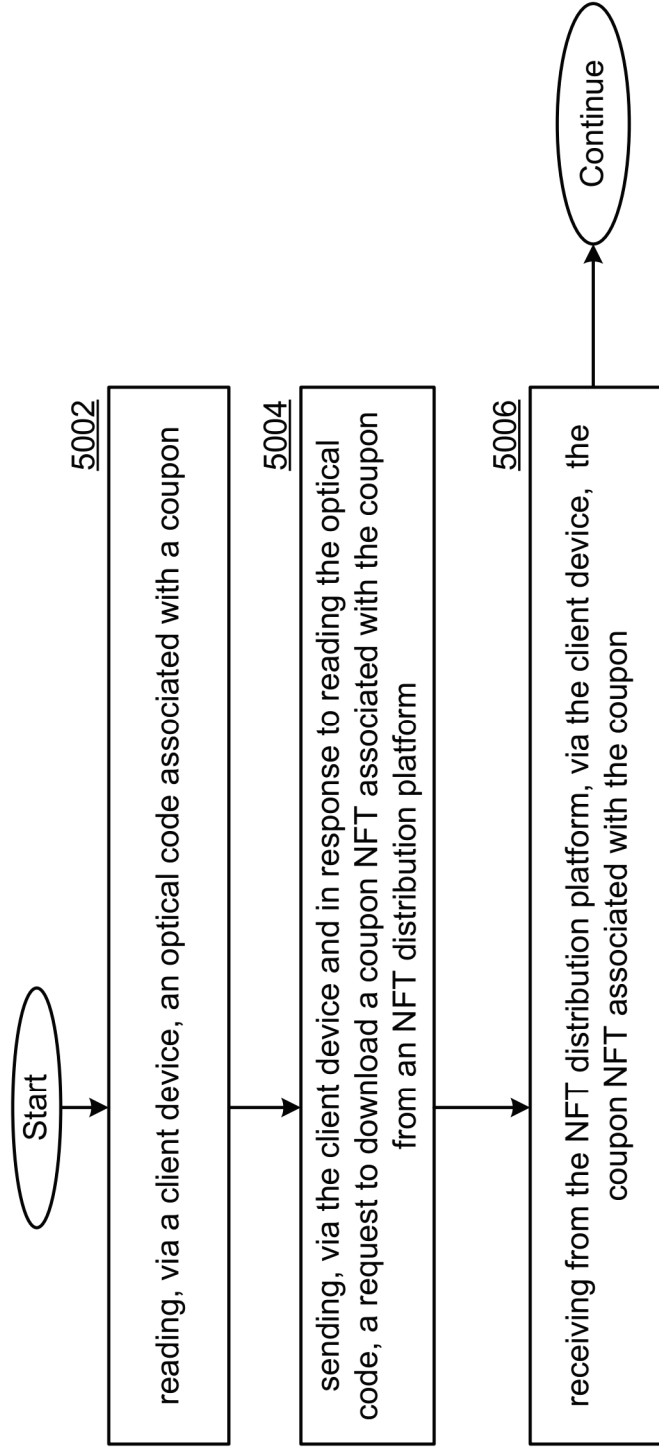 Start
5002
reading, via a client device, an optical code associated with a coupon
5004
sending, via the client device and in response to reading the optical
code, a request to download a coupon NFT associated with the coupon
from an NFT distribution platform
5006
receiving from the NFT distribution platform, via the client device, the
coupon NFT associated with the coupon
Continue